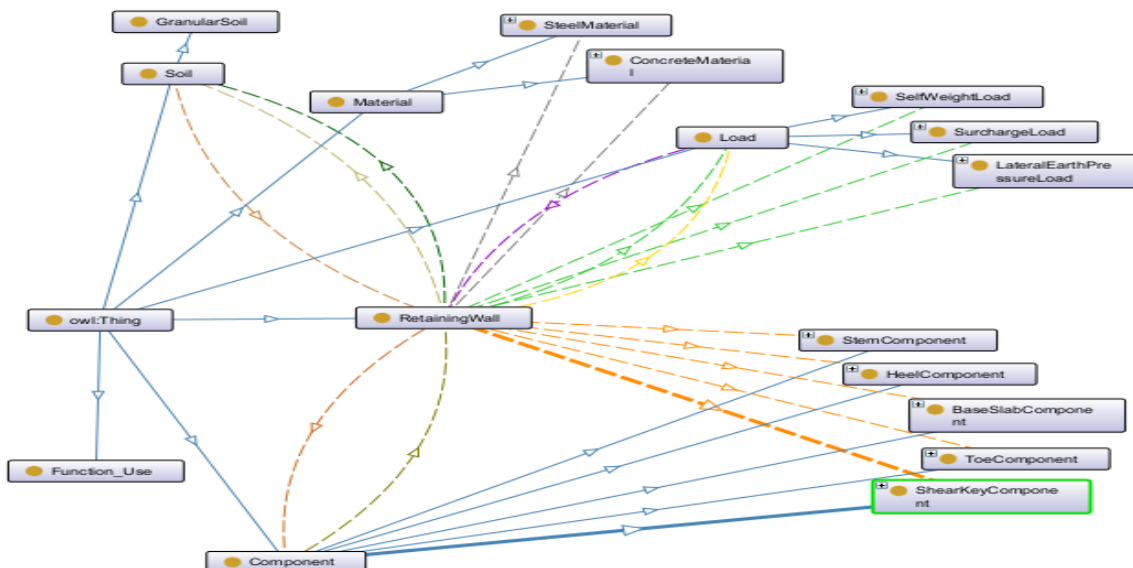 GranularSoil
SteelMaterial
ConcreteMateria
l
Soil
Material
SelfWeightLoad
SurchargeLoad
Load
LateralEarthPre
ssureLoad
owl:Thing
RetainingWall
StemComponent
HeelComponent
BaseSlabCompone
nt
ToeComponent
Function_Use
ShearKeyCompone
nt
Component